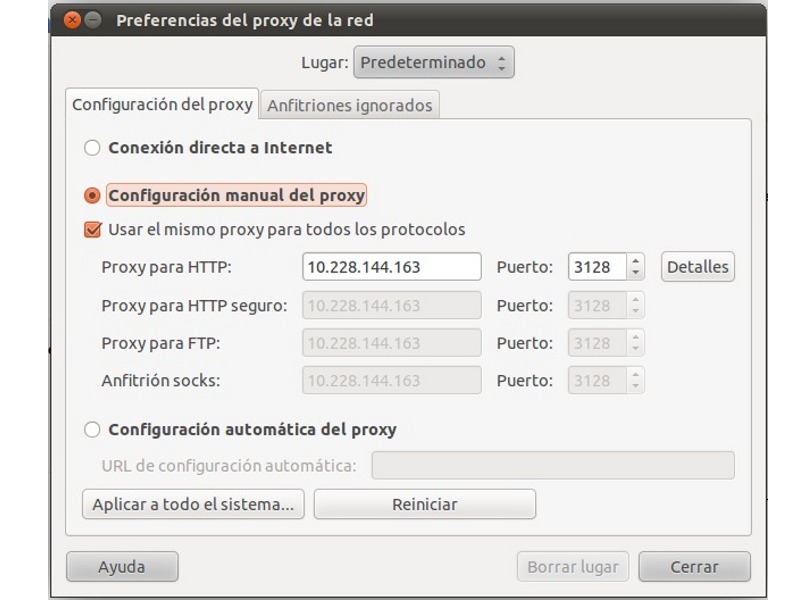 Preferencias del proxy de la red
Lugar: Predeterminado
Configuración del proxy Anfitriones ignorados
Conexión directa a Internet
Configuración manual del proxy
Usar el mismo proxy para todos los protocolos
Proxy para HTTP: 10.228.144.163 Puerto: 3128 Detalles
Proxy para HTTP seguro: 10.228.144.163 Puerto: 3128
Proxy para FTP: 10.228.144.163 Puerto: 3128
Anfitrión socks: 10.228.144.163 Puerto: 3128
Configuración automática del proxy
URL de configuración automática:
Aplicar a todo el sistema... Reiniciar
Ayuda Borrar lugar Cerrar